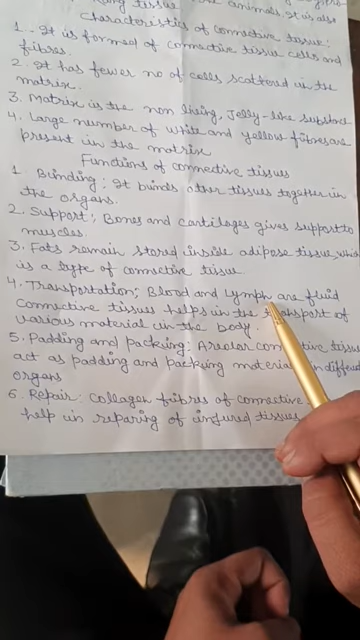 tissue animals. It is also
Characteristics of connective tissue:
1. It is formed of connective tissue cells and
fibres.
2. It has fewer no of cells scattered in the
matrix.
3. Matrix is the non living, Jelly-like substance
4. Large number of white and yellow fibres are
present in the matrix
Functions of connective tissues
1 Binding: It binds other tissues together in
the organs.
2. Support; Bones and cartilages gives support to
muscles.
3. Fats remain stored inside adipose tissue which
is a type of connective tissue
4. Transportation; Blood and lymph are fluid
connective tissues helps in the transport of
various material in the body.
5. Padding and packing: Areolar connective tissue
act as padding and packing material in different
organs
6. Repair: Collagen fibres of connective
help in reparing of injured tissues